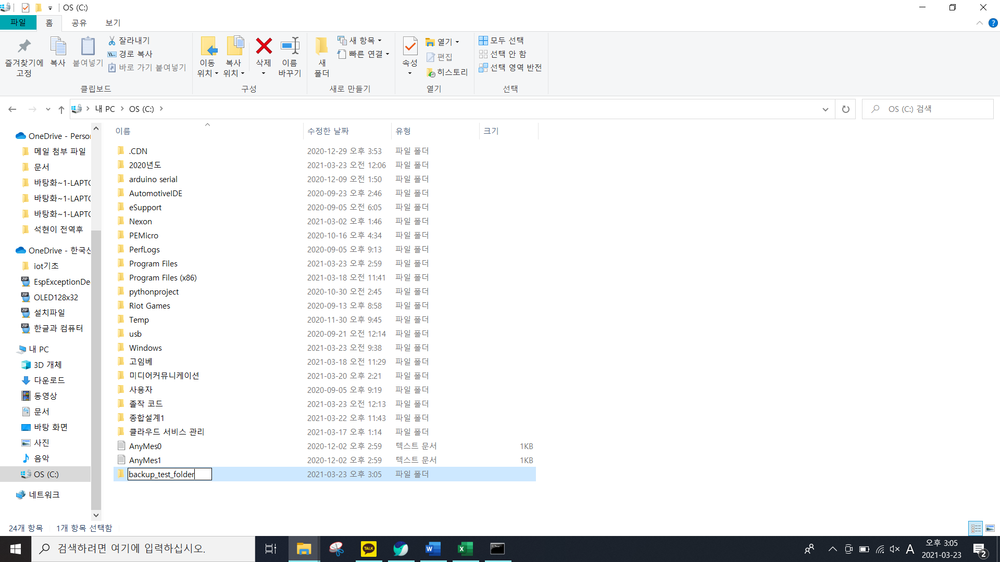 OS (C:)
파일 홈 공유 보기
즐겨찾기에 고정
복사
붙여넣기
잘라내기
경로 복사
바로 가기 붙여넣기
클립보드
이동 위치
복사 위치
삭제
이름 바꾸기
구성
새 폴더
새 항목
빠른 연결
새로 만들기
속성
열기
편집
히스토리
열기
모두 선택
선택 안 함
선택 영역 반전
선택
내 PC > OS (C:) >
OS (C:) 검색
OneDrive - Person
메일 첨부 파일
문서
바탕화~1-LAPTO
바탕화~1-LAPTO
바탕화~1-LAPTO
석현이 전역후
OneDrive - 한국산
iot기초
EspExceptionDe
OLED128x32
설치파일
한글과 컴퓨터
내 PC
3D 개체
다운로드
동영상
문서
바탕 화면
사진
음악
OS (C:)
네트워크
이름 수정한 날짜 유형 크기
.CDN 2020-12-29 오후 3:53 파일 폴더
2020년도 2021-03-23 오전 12:06 파일 폴더
arduino serial 2020-12-09 오전 1:50 파일 폴더
AutomotiveIDE 2020-09-23 오후 2:46 파일 폴더
eSupport 2020-09-05 오전 6:05 파일 폴더
Nexon 2021-03-02 오후 1:46 파일 폴더
PEMicro 2020-10-16 오후 4:34 파일 폴더
PerfLogs 2020-09-05 오후 9:13 파일 폴더
Program Files 2021-03-23 오후 2:59 파일 폴더
Program Files (x86) 2021-03-18 오전 11:41 파일 폴더
pythonproject 2020-10-30 오전 2:45 파일 폴더
Riot Games 2020-09-13 오후 8:58 파일 폴더
Temp 2020-11-30 오후 9:45 파일 폴더
usb 2020-09-21 오전 12:14 파일 폴더
Windows 2021-03-23 오전 9:38 파일 폴더
고임베 2021-03-18 오전 11:29 파일 폴더
미디어커뮤니케이션 2021-03-20 오후 2:21 파일 폴더
사용자 2020-09-05 오후 9:19 파일 폴더
졸작 코드 2021-03-23 오전 12:13 파일 폴더
종합설계1 2021-03-22 오후 11:43 파일 폴더
클라우드 서비스 관리 2021-03-17 오후 1:14 파일 폴더
AnyMes0 2020-12-02 오후 2:59 텍스트 문서 1KB
AnyMes1 2020-12-02 오후 2:59 텍스트 문서 1KB
backup_test_folder 2021-03-23 오후 3:05 파일 폴더
24개 항목 1개 항목 선택함
검색하려면 여기에 입력하십시오.
TALK
A
오후 3:05
2021-03-23
2